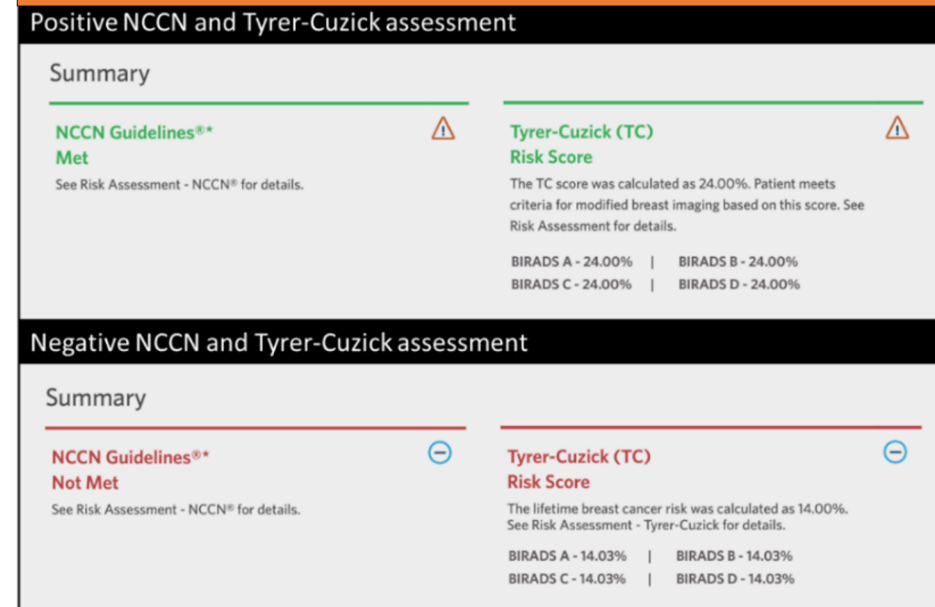 Positive NCCN and Tyrer-Cuzick assessment
Summary
NCCN Guidelines®*
Met
See Risk Assessment - NCCN® for details.
Tyrer-Cuzick (TC)
Risk Score
The TC score was calculated as 24.00%. Patient meets
criteria for modified breast imaging based on this score. See
Risk Assessment for details.
BIRADS A - 24.00% | BIRADS B - 24.00%
BIRADS C - 24.00% | BIRADS D - 24.00%
Negative NCCN and Tyrer-Cuzick assessment
Summary
NCCN Guidelines®*
Not Met
See Risk Assessment - NCCN® for details.
Tyrer-Cuzick (TC)
Risk Score
The lifetime breast cancer risk was calculated as 14.00%.
See Risk Assessment - Tyrer-Cuzick for details.
BIRADS A - 14.03% | BIRADS B - 14.03%
BIRADS C - 14.03% | BIRADS D - 14.03%